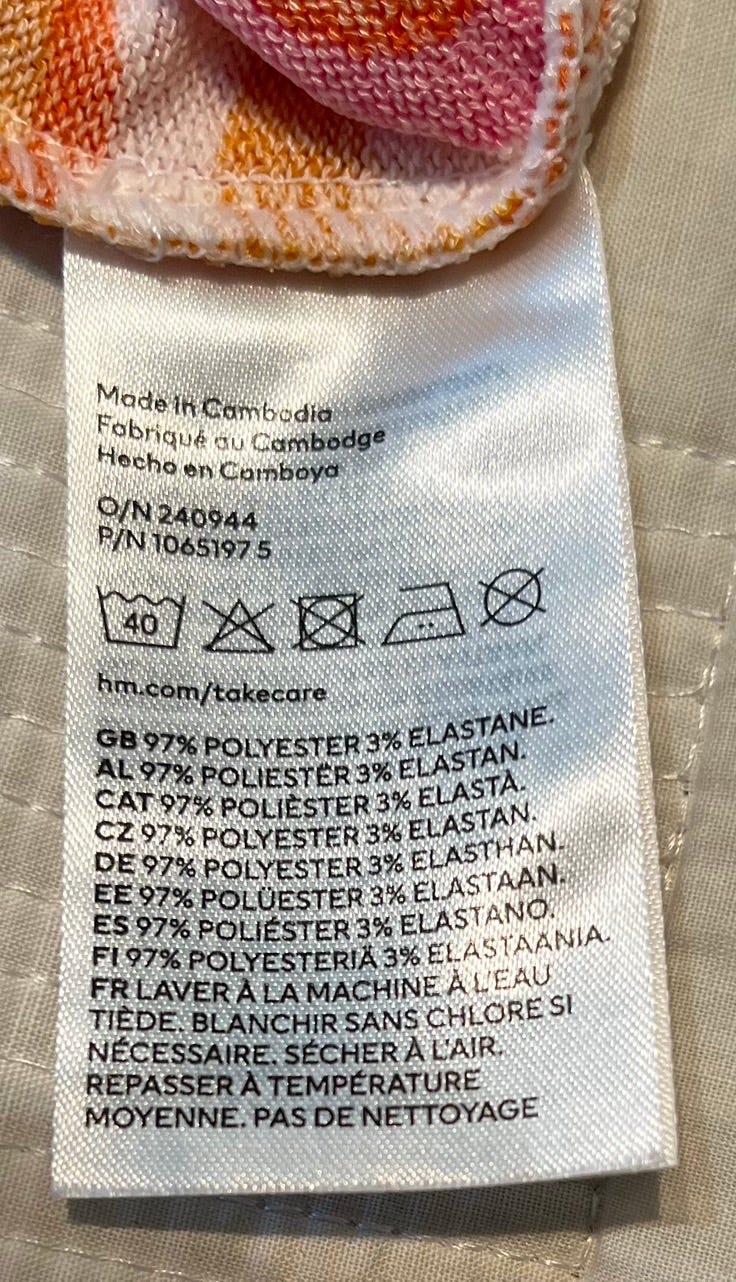 Made in Cambodia
Fabriqué au Cambodge
Hecho en Camboya
O/N 240944
P/N 1065197 5
40
hm.com/takecare
GB 97% POLYESTER 3% ELASTANE.
AL 97% POLIESTËR 3% ELASTAN.
CAT 97% POLIÈSTER 3% ELASTÀ.
CZ 97% POLYESTER 3% ELASTAN.
DE 97% POLYESTER 3% ELASTHAN.
EE 97% POLÜESTER 3% ELASTAAN.
ES 97% POLIÉSTER 3% ELASTANO.
FI 97% POLYESTERIÄ 3% ELASTAANIA.
FR LAVER À LA MACHINE À L'EAU
TIÈDE. BLANCHIR SANS CHLORE SI
NÉCESSAIRE. SÉCHER À L'AIR.
REPASSER À TEMPÉRATURE
MOYENNE. PAS DE NETTOYAGE